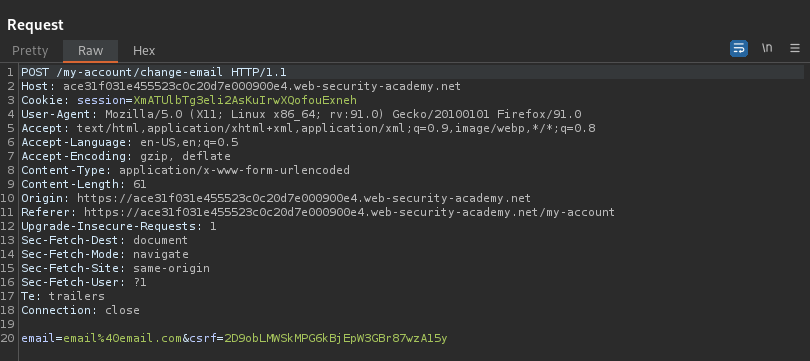 Request
Pretty Raw Hex \n
1 POST /my-account/change-email HTTP/1.1
2 Host: ace31f031e455523c0c20d7e000900e4.web-security-academy.net
3 Cookie: session=XmATUlbTg3eli2AsKuIrwXQofouExneh
4 User-Agent: Mozilla/5.0 (X11; Linux x86_64; rv:91.0) Gecko/20100101 Firefox/91.0
5 Accept: text/html,application/xhtml+xml,application/xml;q=0.9,image/webp,*/*;q=0.8
6 Accept-Language: en-US,en;q=0.5
7 Accept-Encoding: gzip, deflate
8 Content-Type: application/x-www-form-urlencoded
9 Content-Length: 61
10 Origin: https://ace31f031e455523c0c20d7e000900e4.web-security-academy.net
11 Referer: https://ace31f031e455523c0c20d7e000900e4.web-security-academy.net/my-account
12 Upgrade-Insecure-Requests: 1
13 Sec-Fetch-Dest: document
14 Sec-Fetch-Mode: navigate
15 Sec-Fetch-Site: same-origin
16 Sec-Fetch-User: ?1
17 Te: trailers
18 Connection: close
19
20 email=email%40email.com&csrf=2D9obLMWSkMPG6kBjEpW3GBr87wzAl5y